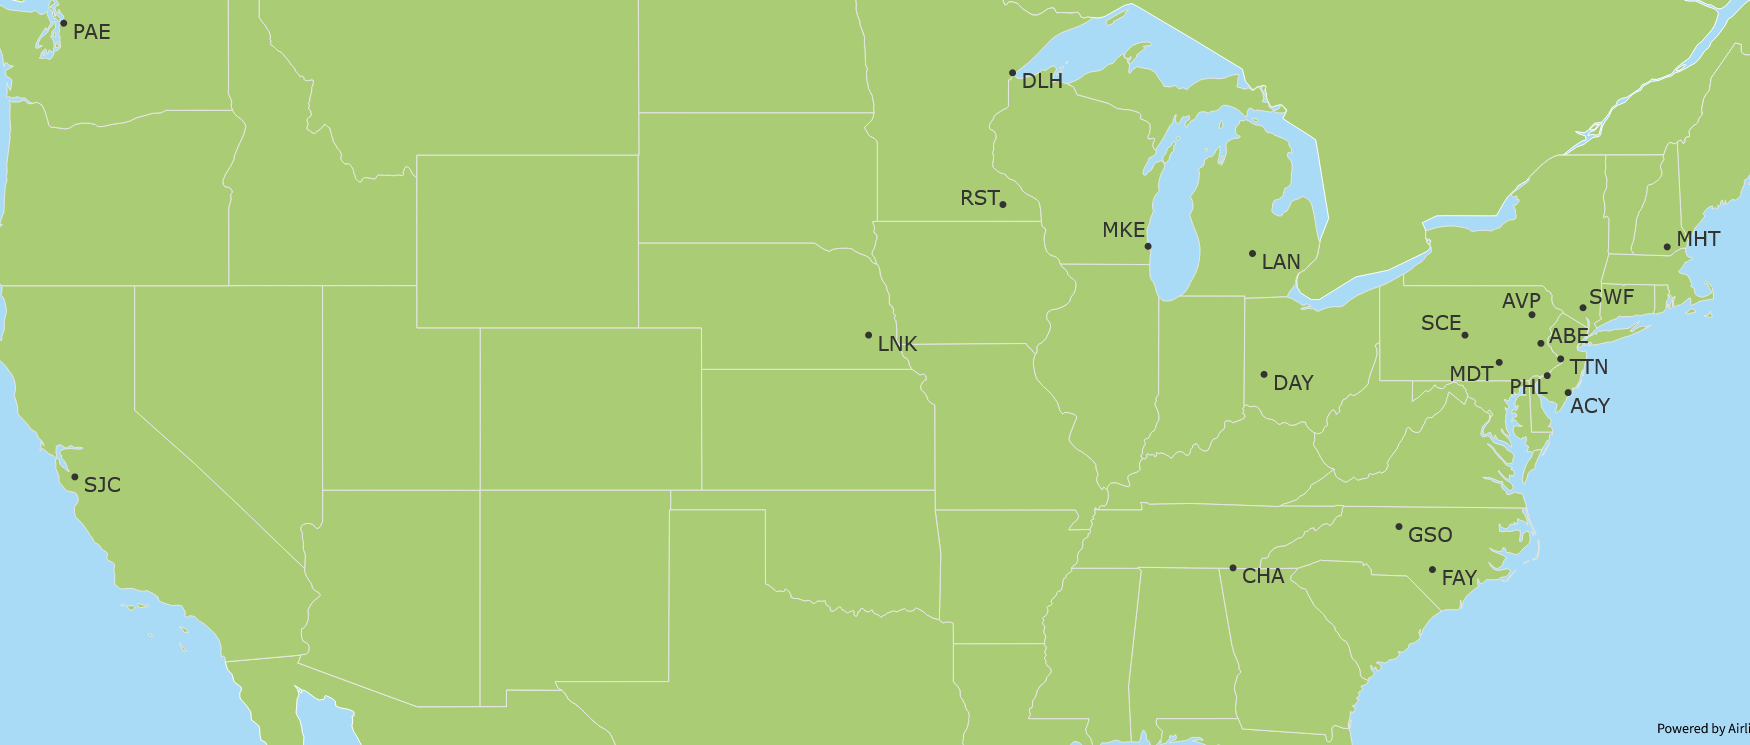 PAE
DLH
RST
MKE
MHT
LAN
AVP
SWF
SCE
ABE
LNK
TTN
MDT
PHL
DAY
ACY
SJC
GSO
CHA
FAY
Powered by Airli